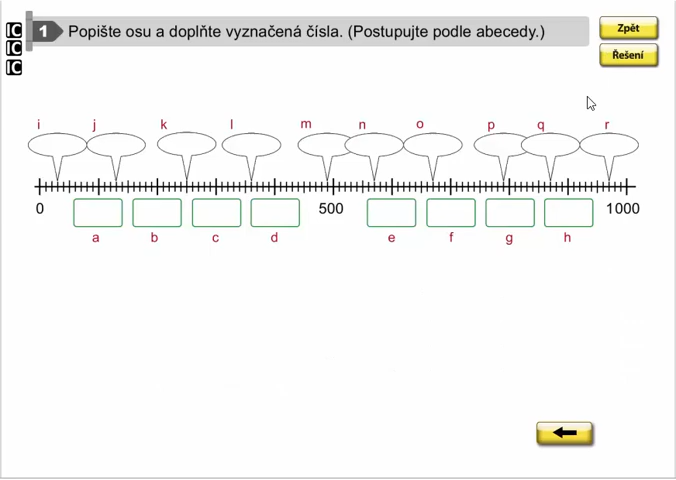 1 Popište osu a doplňte vyznačená čísla. (Postupujte podle abecedy.)
Zpět
Řešení
i j k l m n o p q r
0 500 1000
a b c d e f g h